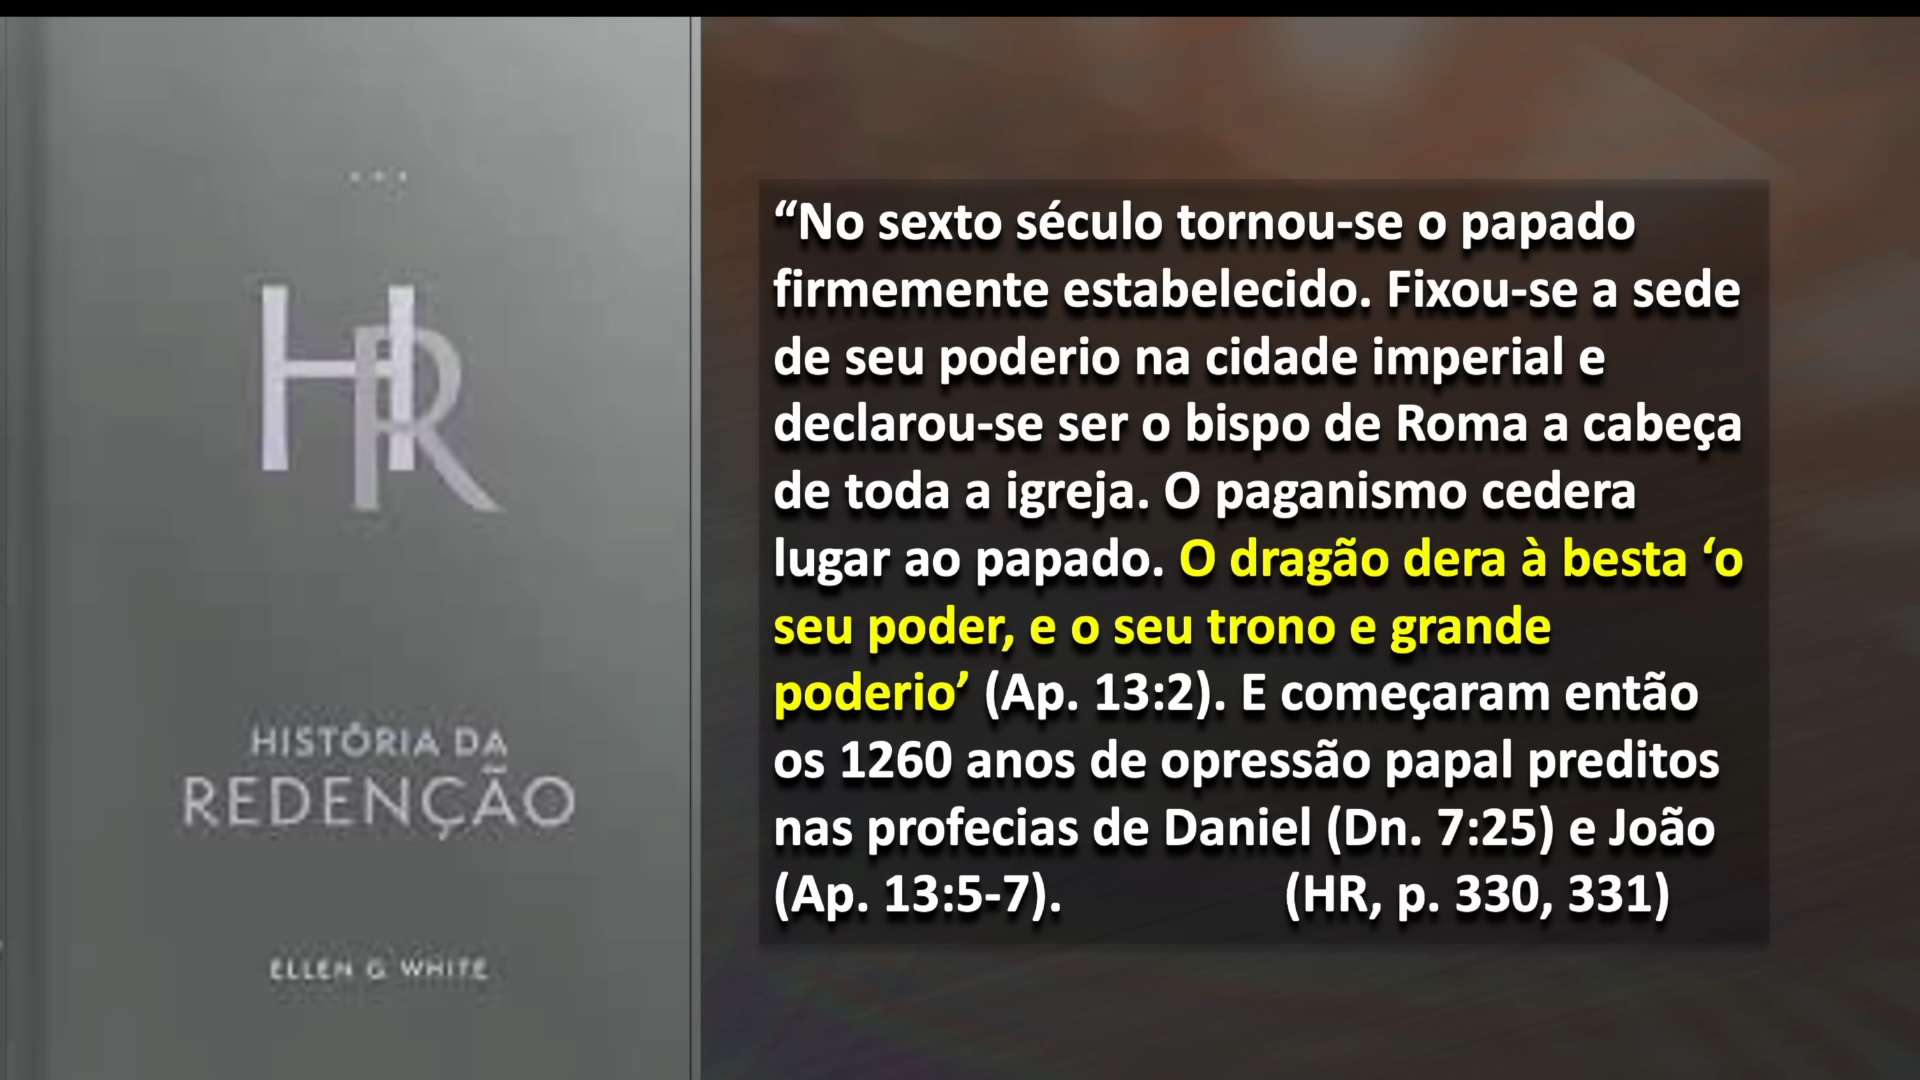 HR
HISTÓRIA DA
REDENÇÃO
ELLEN G WHITE
“No sexto século tornou-se o papado
firmemente estabelecido. Fixou-se a sede
de seu poderio na cidade imperial e
declarou-se ser o bispo de Roma a cabeça
de toda a igreja. O paganismo cedera
lugar ao papado. O dragão dera à besta ‘o
seu poder, e o seu trono e grande
poderio’ (Ap. 13:2). E começaram então
os 1260 anos de opressão papal preditos
nas profecias de Daniel (Dn. 7:25) e João
(Ap. 13:5-7). (HR, p. 330, 331)